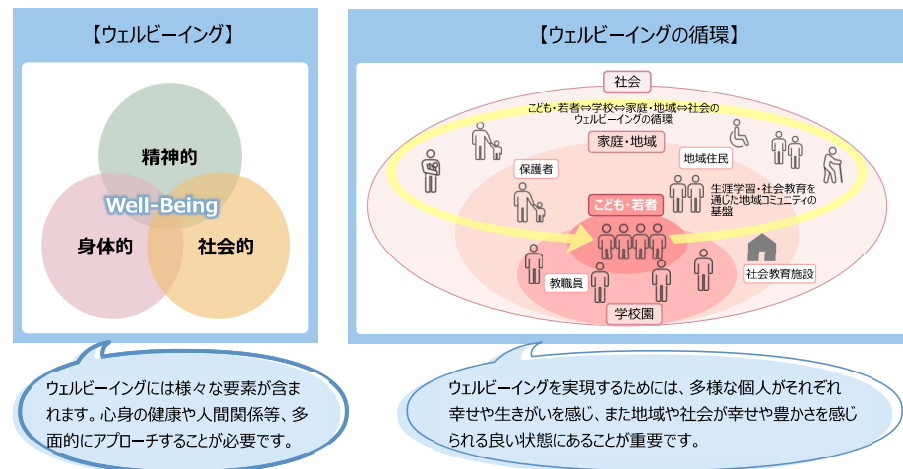 【ウェルビーイング】
精神的
Well-Being
身体的
社会的
ウェルビーイングには様々な要素が含ま
れます。心身の健康や人間関係等、多
面的にアプローチすることが必要です。
【ウェルビーイングの循環】
社会
こども・若者⇔学校⇔家庭・地域⇔社会の
ウェルビーイングの循環
家庭・地域
保護者
地域住民
生涯学習・社会教育を
通じた地域コミュニティの
基盤
こども・若者
教職員
社会教育施設
学校園
ウェルビーイングを実現するためには、多様な個人がそれぞれ
幸せや生きがいを感じ、また地域や社会が幸せや豊かさを感じ
られる良い状態にあることが重要です。